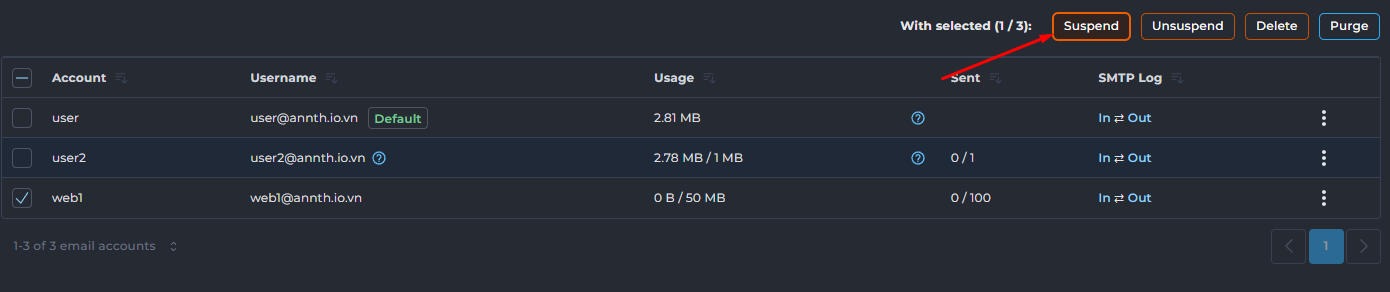 With selected (1 / 3): Suspend Unsuspend Delete Purge
Account Username Usage Sent SMTP Log
user user@annth.io.vn Default 2.81 MB In ⇄ Out
user2 user2@annth.io.vn 2.78 MB / 1 MB 0 / 1 In ⇄ Out
web1 web1@annth.io.vn 0 B / 50 MB 0 / 100 In ⇄ Out
1-3 of 3 email accounts 1